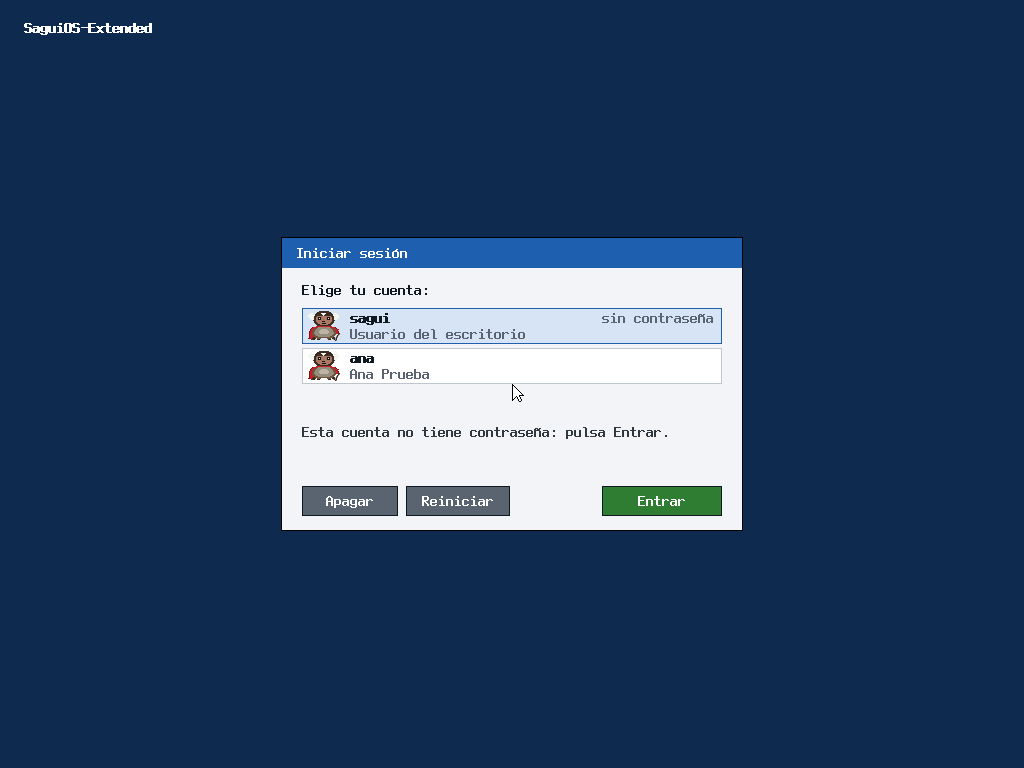 SaguiOS-Extended
Iniciar sesión
Elige tu cuenta:
sagui sin contraseña
Usuario del escritorio
ana
Ana Prueba
Esta cuenta no tiene contraseña: pulsa Entrar.
Apagar Reiniciar Entrar